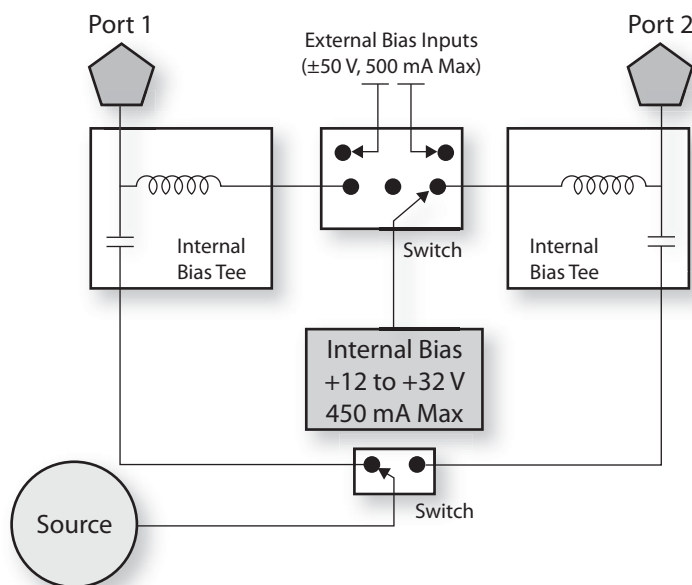 Port 1
Port 2
External Bias Inputs
(±50 V, 500 mA Max)
Internal
Bias Tee
Switch
Internal
Bias Tee
Internal Bias
+12 to +32 V
450 mA Max
Source
Switch